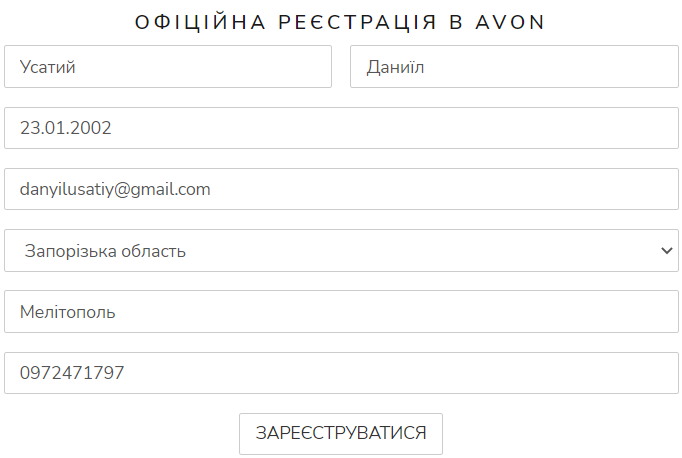 ОФІЦІЙНА РЕЄСТРАЦІЯ В AVON
Усатий Даниїл
23.01.2002
danyilusatiy@gmail.com
Запорізька область
Мелітополь
0972471797
ЗАРЕЄСТРУВАТИСЯ